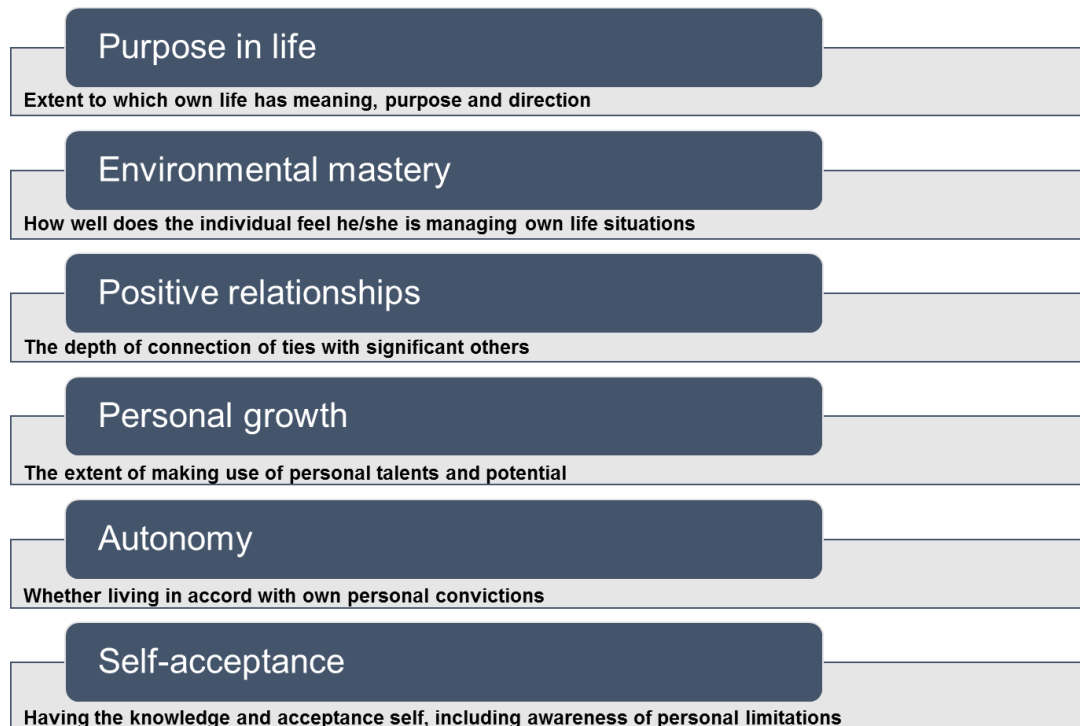 Purpose in life
Extent to which own life has meaning, purpose and direction
Environmental mastery
How well does the individual feel he/she is managing own life situations
Positive relationships
The depth of connection of ties with significant others
Personal growth
The extent of making use of personal talents and potential
Autonomy
Whether living in accord with own personal convictions
Self-acceptance
Having the knowledge and acceptance self, including awareness of personal limitations